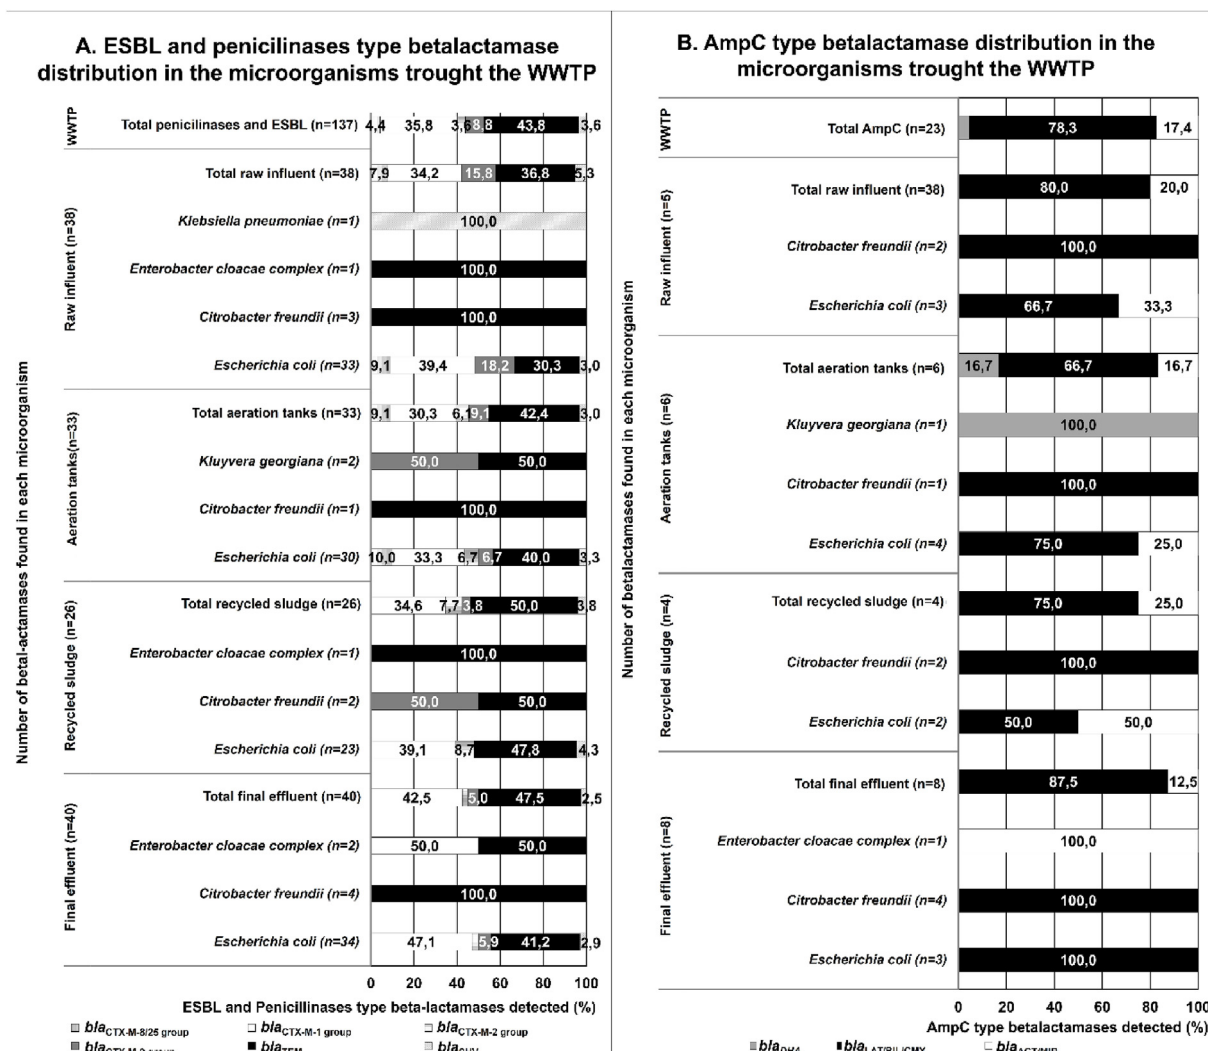 A. ESBL and penicilinases type betalactamase
distribution in the microorganisms trought the WWTP
Number of betal-actamases found in each microorganism
WWTP
Total penicilinases and ESBL (n=137) 4,4 35,8 3,6 8,8 43,8 3,6
Raw influent (n=38)
Total raw influent (n=38) 7,9 34,2 15,8 36,8 5,3
Klebsiella pneumoniae (n=1) 100,0
Enterobacter cloacae complex (n=1) 100,0
Citrobacter freundii (n=3) 100,0
Escherichia coli (n=33) 9,1 39,4 18,2 30,3 3,0
Aeration tanks(n=33)
Total aeration tanks (n=33) 9,1 30,3 6,1 9,1 42,4 3,0
Kluyvera georgiana (n=2) 50,0 50,0
Citrobacter freundii (n=1) 100,0
Escherichia coli (n=30) 10,0 33,3 6,7 6,7 40,0 3,3
Recycled sludge (n=26)
Total recycled sludge (n=26) 34,6 7,7 3,8 50,0 3,8
Enterobacter cloacae complex (n=1) 100,0
Citrobacter freundii (n=2) 50,0 50,0
Escherichia coli (n=23) 39,1 8,7 47,8 4,3
Final effluent (n=40)
Total final effluent (n=40) 42,5 5,0 47,5 2,5
Enterobacter cloacae complex (n=2) 50,0 50,0
Citrobacter freundii (n=4) 100,0
Escherichia coli (n=34) 47,1 5,9 41,2 2,9
0 20 40 60 80 100
ESBL and Penicillinases type beta-lactamases detected (%)
blaCTX-M-8/25 group blaCTX-M-1 group blaCTX-M-2 group
B. AmpC type betalactamase distribution in the
microorganisms trought the WWTP
Number of betalactamases found in each microorganism
WWTP
Total AmpC (n=23) 78,3 17,4
Raw influent (n=5)
Total raw influent (n=38) 80,0 20,0
Citrobacter freundii (n=2) 100,0
Escherichia coli (n=3) 66,7 33,3
Aeration tanks (n=6)
Total aeration tanks (n=6) 16,7 66,7 16,7
Kluyvera georgiana (n=1) 100,0
Citrobacter freundii (n=1) 100,0
Escherichia coli (n=4) 75,0 25,0
Recycled sludge (n=4)
Total recycled sludge (n=4) 75,0 25,0
Citrobacter freundii (n=2) 100,0
Escherichia coli (n=2) 50,0 50,0
Final effluent (n=8)
Total final effluent (n=8) 87,5 12,5
Enterobacter cloacae complex (n=1) 100,0
Citrobacter freundii (n=4) 100,0
Escherichia coli (n=3) 100,0
0 20 40 60 80 100
AmpC type betalactamases detected (%)